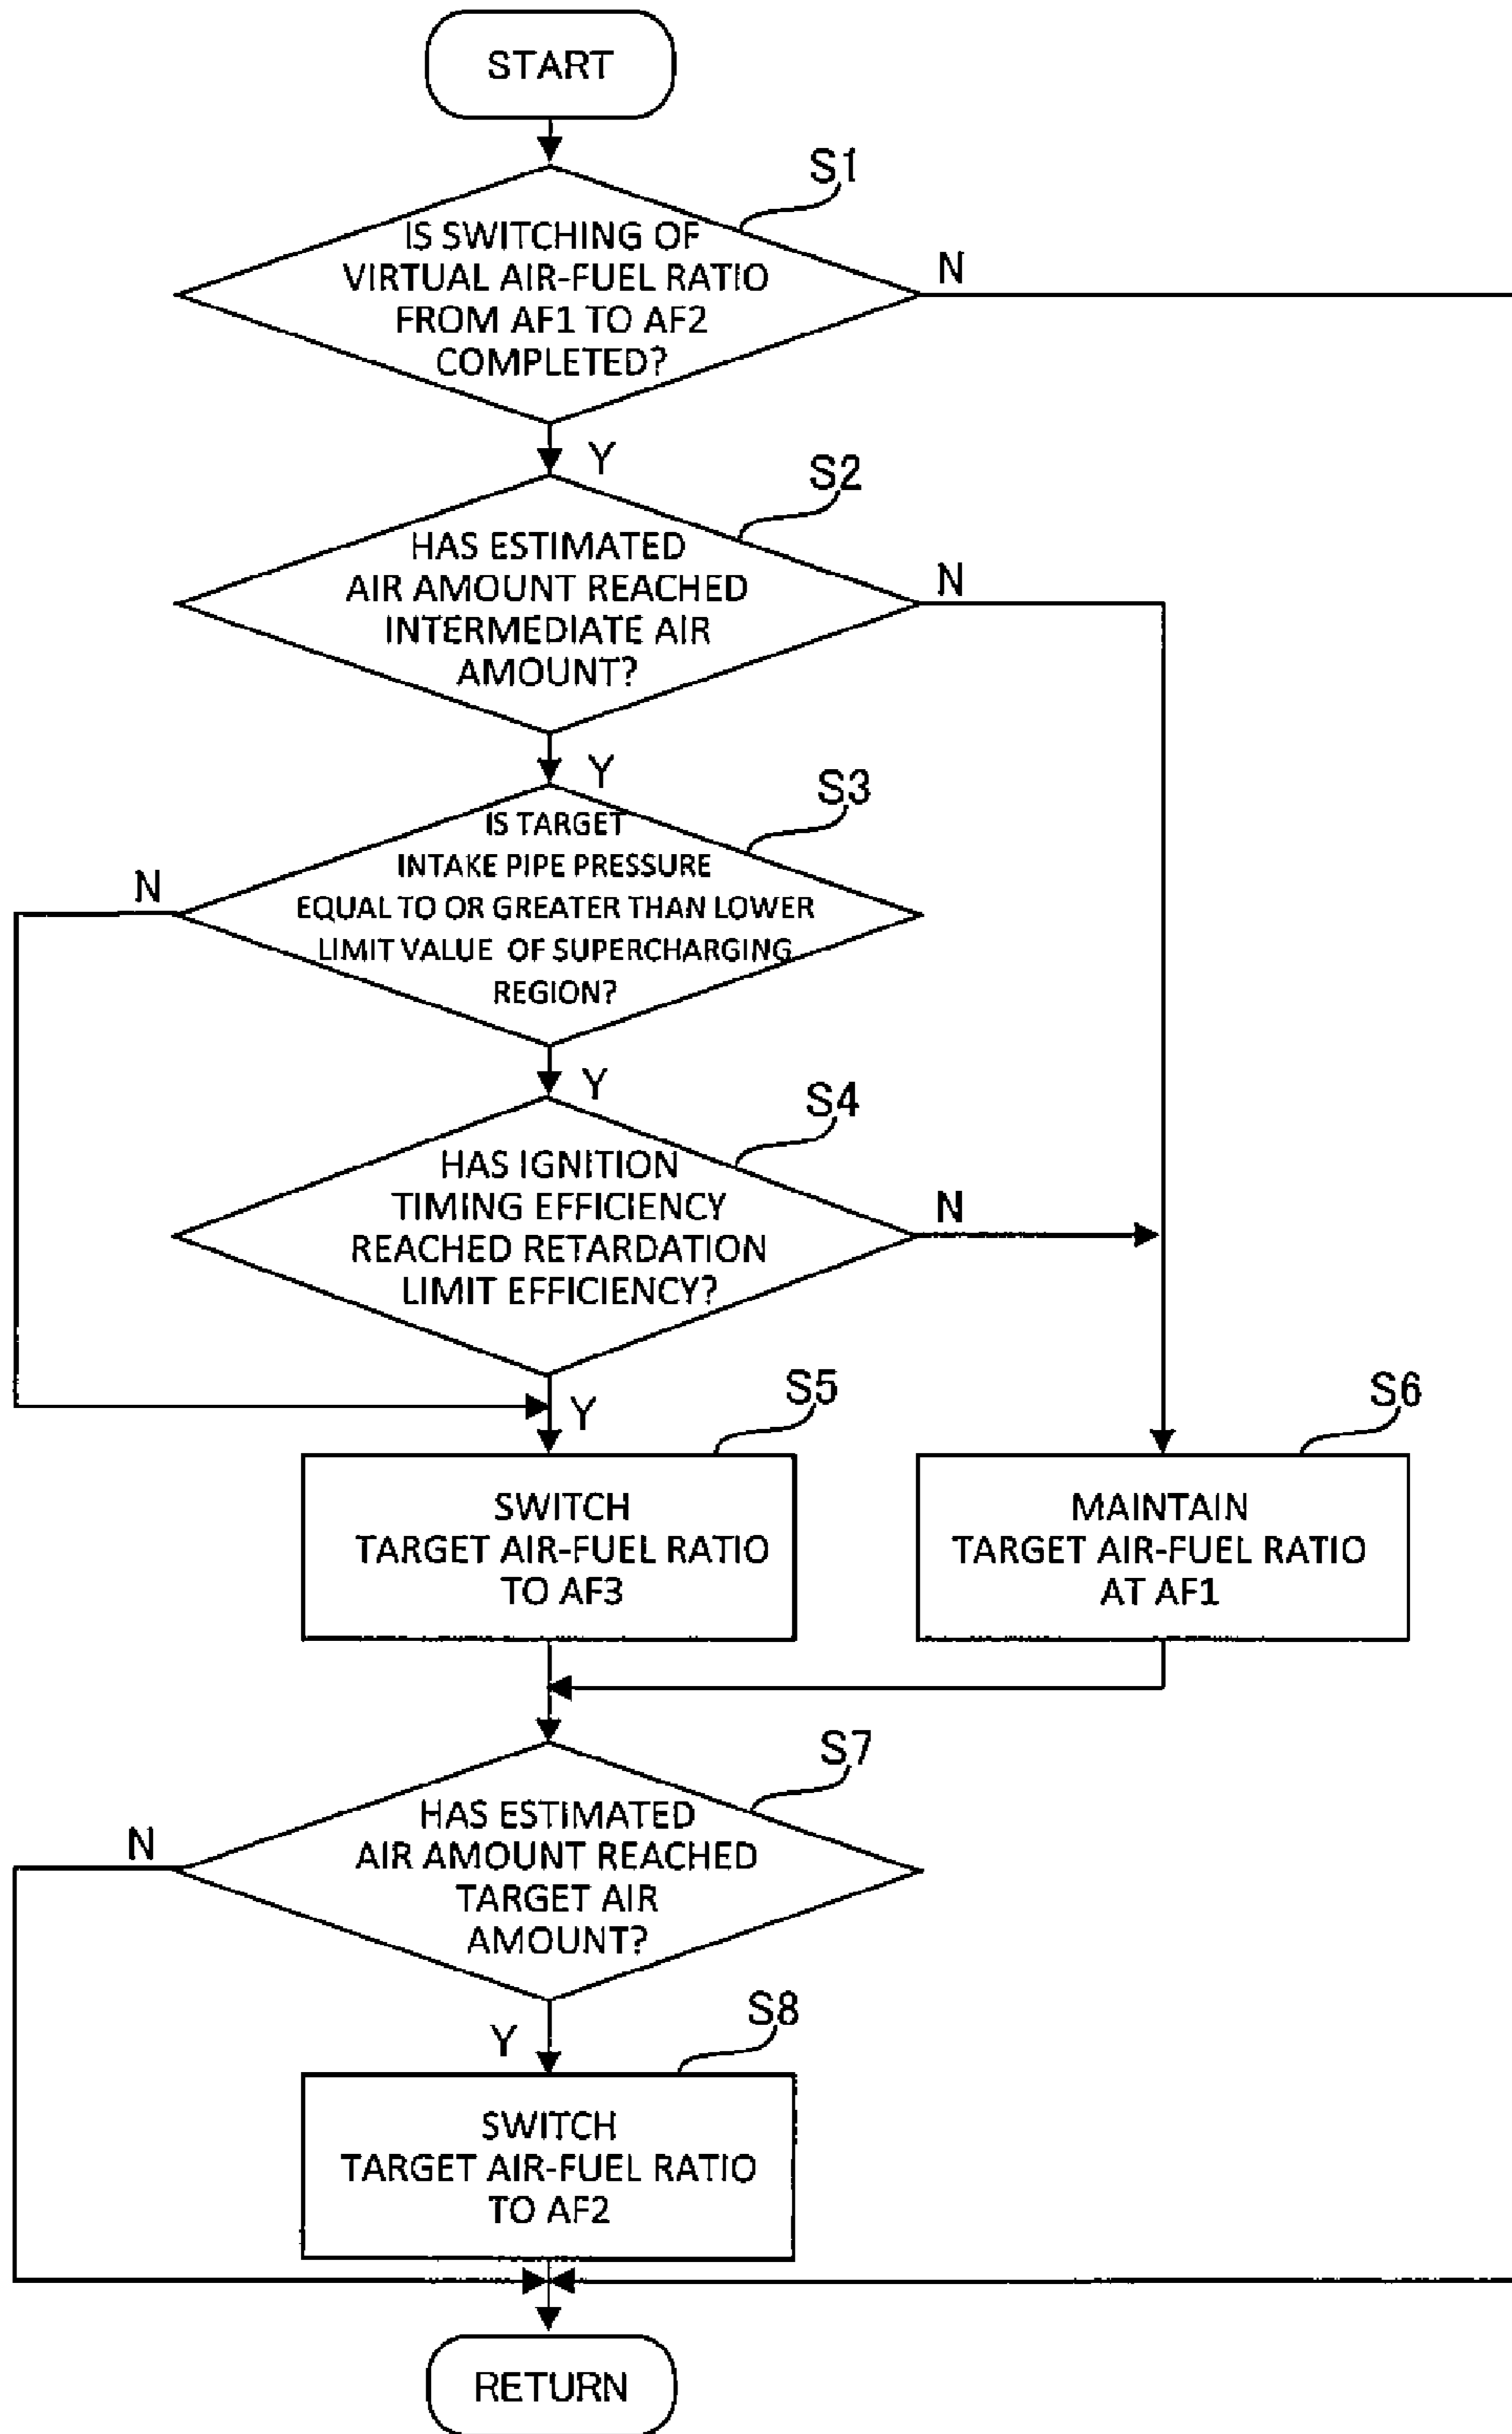 START
S1
IS SWITCHING OF
VIRTUAL AIR-FUEL RATIO
FROM AF1 TO AF2
COMPLETED?
N
Y
S2
HAS ESTIMATED
AIR AMOUNT REACHED
INTERMEDIATE AIR
AMOUNT?
N
Y
S3
IS TARGET
INTAKE PIPE PRESSURE
EQUAL TO OR GREATER THAN LOWER
LIMIT VALUE OF SUPERCHARGING
REGION?
N
Y
S4
HAS IGNITION
TIMING EFFICIENCY
REACHED RETARDATION
LIMIT EFFICIENCY?
N
Y
S5
SWITCH
TARGET AIR-FUEL RATIO
TO AF3
S6
MAINTAIN
TARGET AIR-FUEL RATIO
AT AF1
S7
HAS ESTIMATED
AIR AMOUNT REACHED
TARGET AIR
AMOUNT?
N
Y
S8
SWITCH
TARGET AIR-FUEL RATIO
TO AF2
RETURN